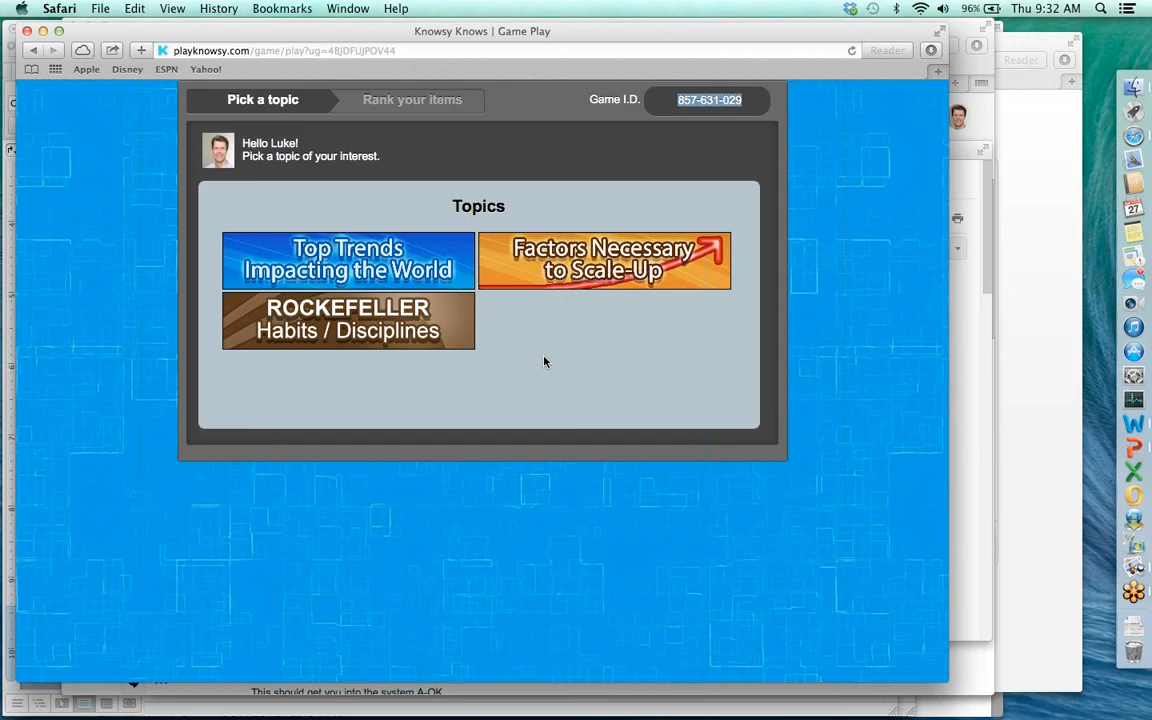 Safari File Edit View History Bookmarks Window Help
96% Thu 9:32 AM
Knowsy Knows | Game Play
playknowsy.com/game/play?ug=4BJDFUJPOV44
Reader
Reader
Apple Disney ESPN Yahoo!
Pick a topic
Rank your items
Game I.D.
857-631-029
Hello Luke!
Pick a topic of your interest.
Topics
Top Trends
Impacting the World
Factors Necessary
to Scale-Up
ROCKEFELLER
Habits / Disciplines
27
This should get you into the system A-OK